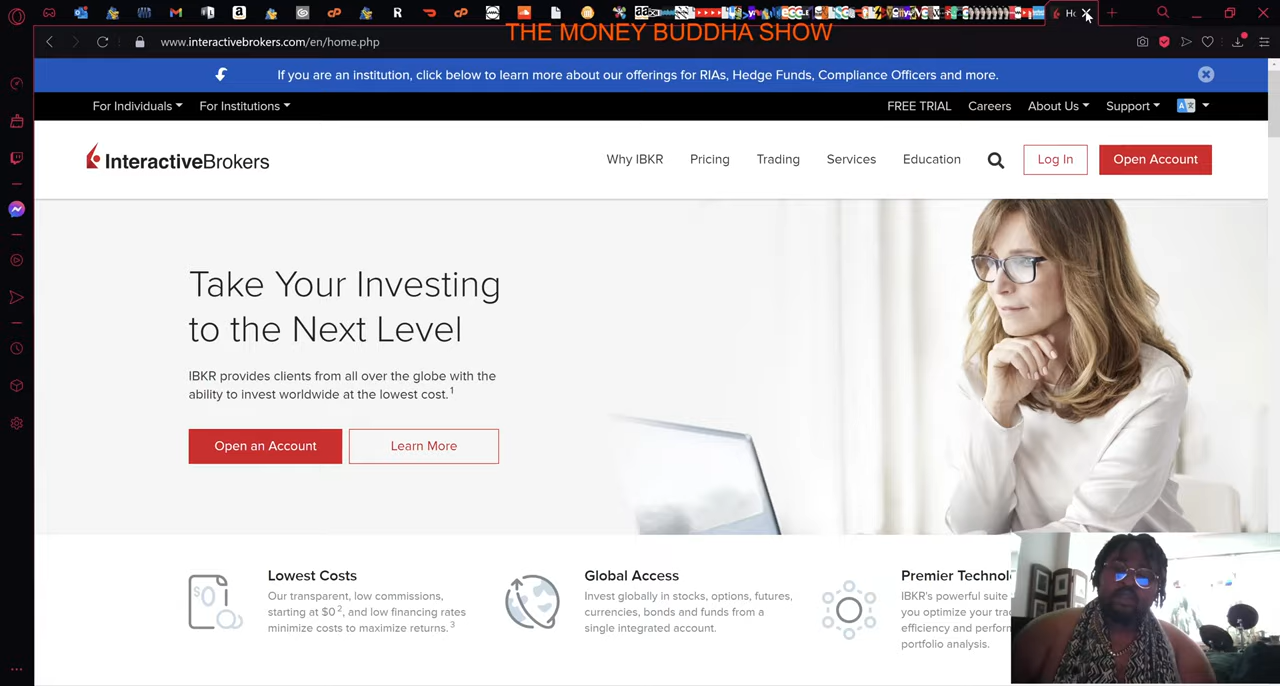 THE MONEY BUDDHA SHOW
www.interactivebrokers.com/en/home.php
If you are an institution, click below to learn more about our offerings for RIAs, Hedge Funds, Compliance Officers and more.
For Individuals For Institutions FREE TRIAL Careers About Us Support
InteractiveBrokers Why IBKR Pricing Trading Services Education Log In Open Account
Take Your Investing
to the Next Level
IBKR provides clients from all over the globe with the
ability to invest worldwide at the lowest cost.1
Open an Account Learn More
Lowest Costs
Our transparent, low commissions,
starting at $0 2, and low financing rates
minimize costs to maximize returns. 3
Global Access
Invest globally in stocks, options, futures,
currencies, bonds and funds from a
single integrated account.
Premier Technol
IBKR's powerful suite
you optimize your tra
efficiency and perform
portfolio analysis.